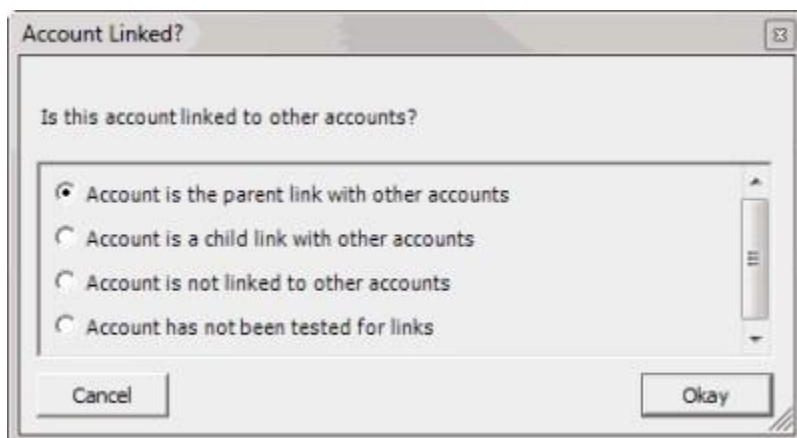 Account Linked?
Is this account linked to other accounts?
Account is the parent link with other accounts
Account is a child link with other accounts
Account is not linked to other accounts
Account has not been tested for links
Cancel
Okay